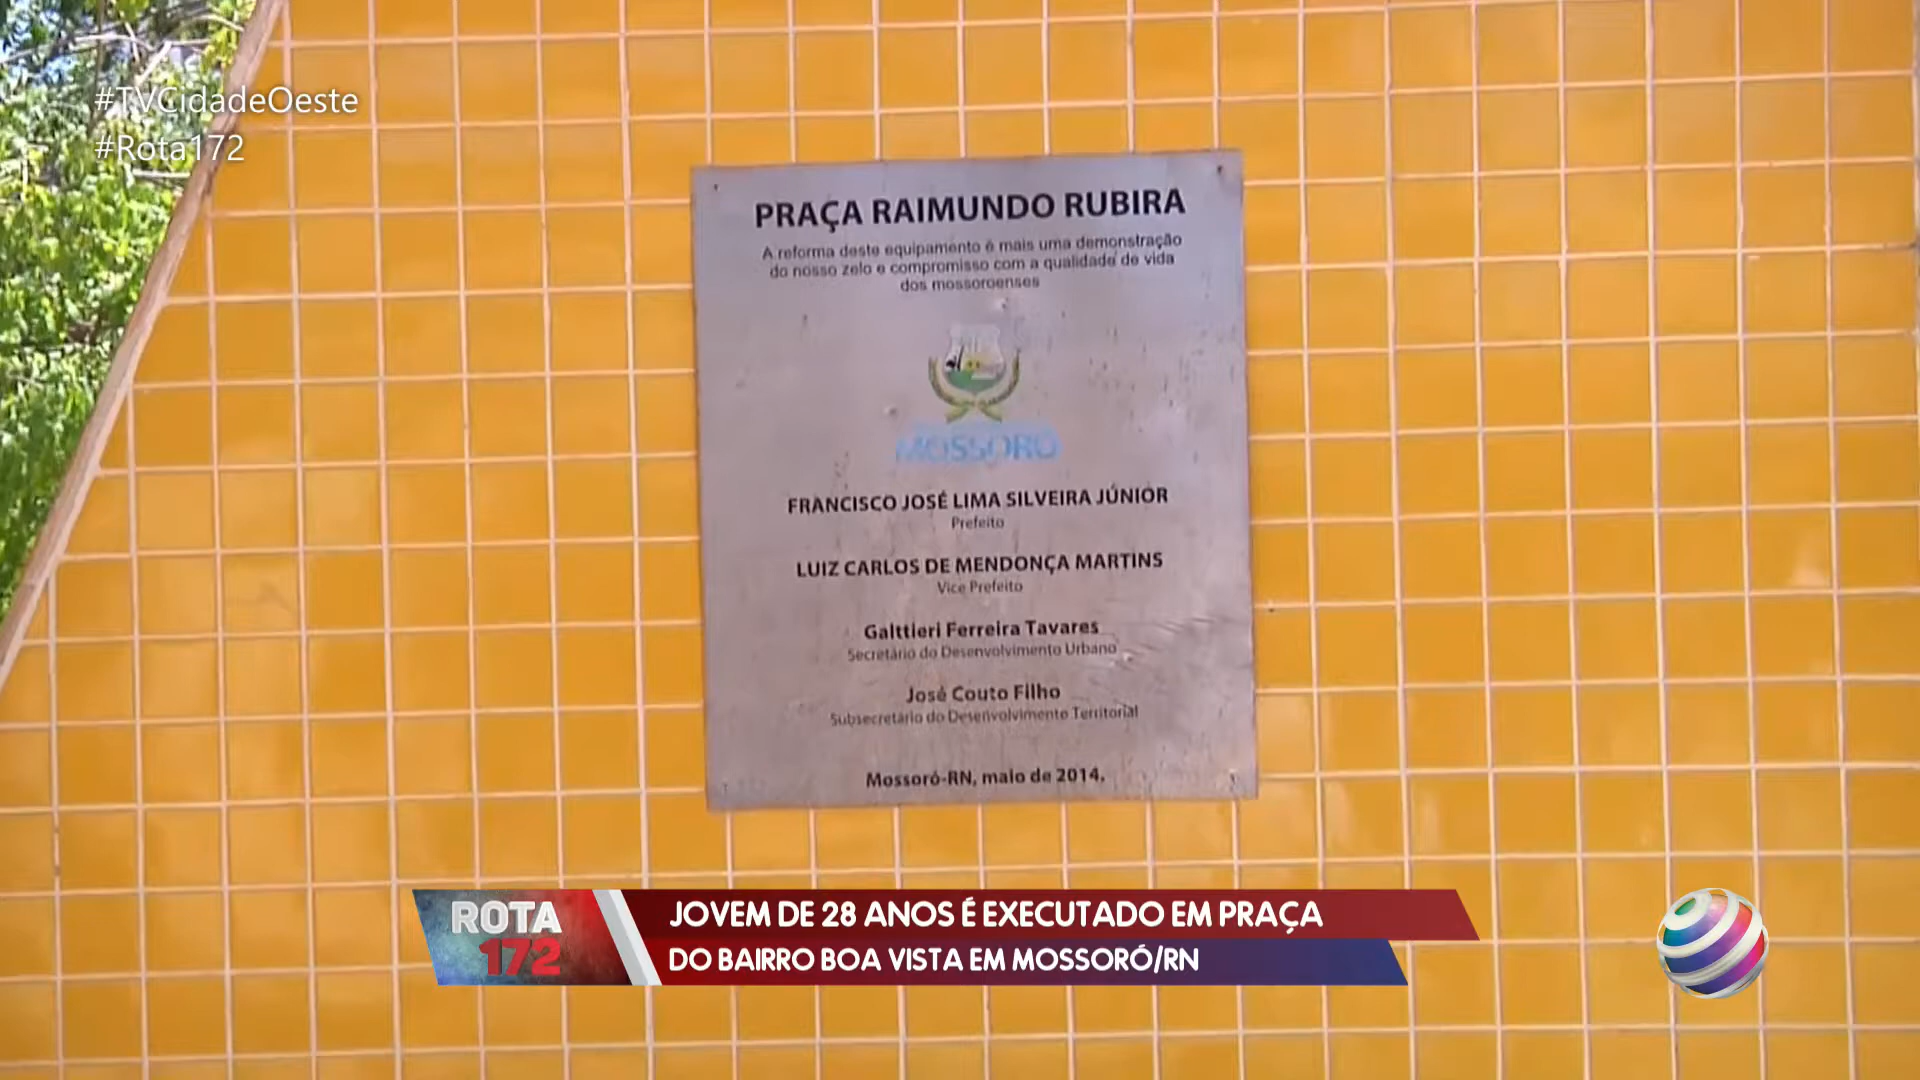 #TVCidadeOeste
#Rota172
PRAÇA RAIMUNDO RUBIRA
A reforma deste equipamento é mais uma demonstração
do nosso zelo e compromisso com a qualidade de vida
dos mossoroenses
MOSSORÓ
FRANCISCO JOSÉ LIMA SILVEIRA JÚNIOR
Prefeito
LUIZ CARLOS DE MENDONÇA MARTINS
Vice Prefeito
Galttieri Ferreira Tavares
Secretário do Desenvolvimento Urbano
José Couto Filho
Subsecretário do Desenvolvimento Territorial
Mossoró-RN, maio de 2014.
ROTA
172
JOVEM DE 28 ANOS É EXECUTADO EM PRAÇA
DO BAIRRO BOA VISTA EM MOSSORÓ/RN